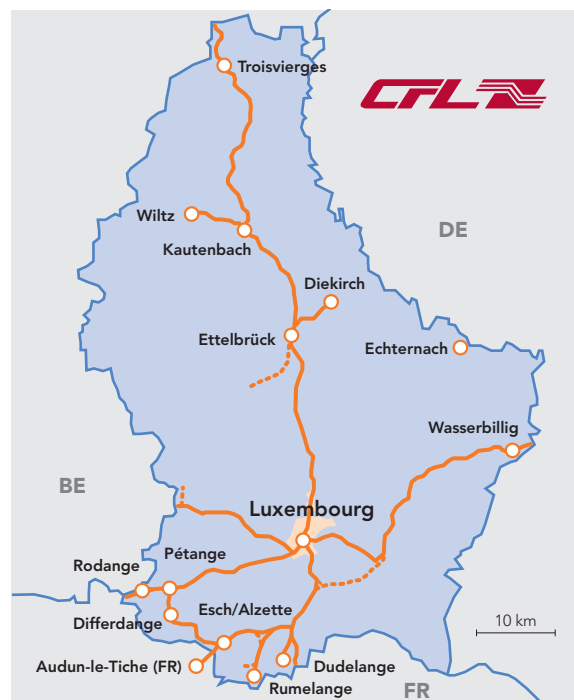 Troisvierges
CFL
Wiltz
Kautenbach
DE
Diekirch
Ettelbrück
Echternach
Wasserbillig
BE
Luxembourg
Pétange
Rodange
Esch/Alzette
Differdange
10 km
Audun-le-Tiche (FR)
Dudelange
Rumelange
FR